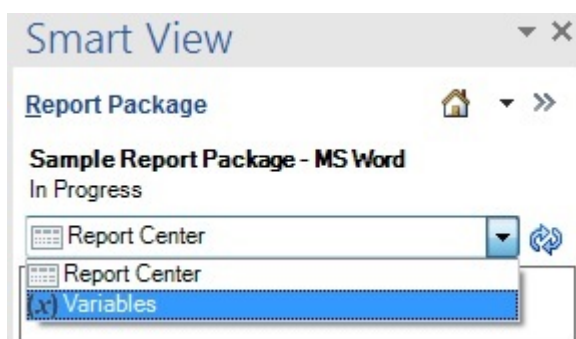 Smart View
Report Package
Sample Report Package - MS Word
In Progress
Report Center
Report Center
(x) Variables